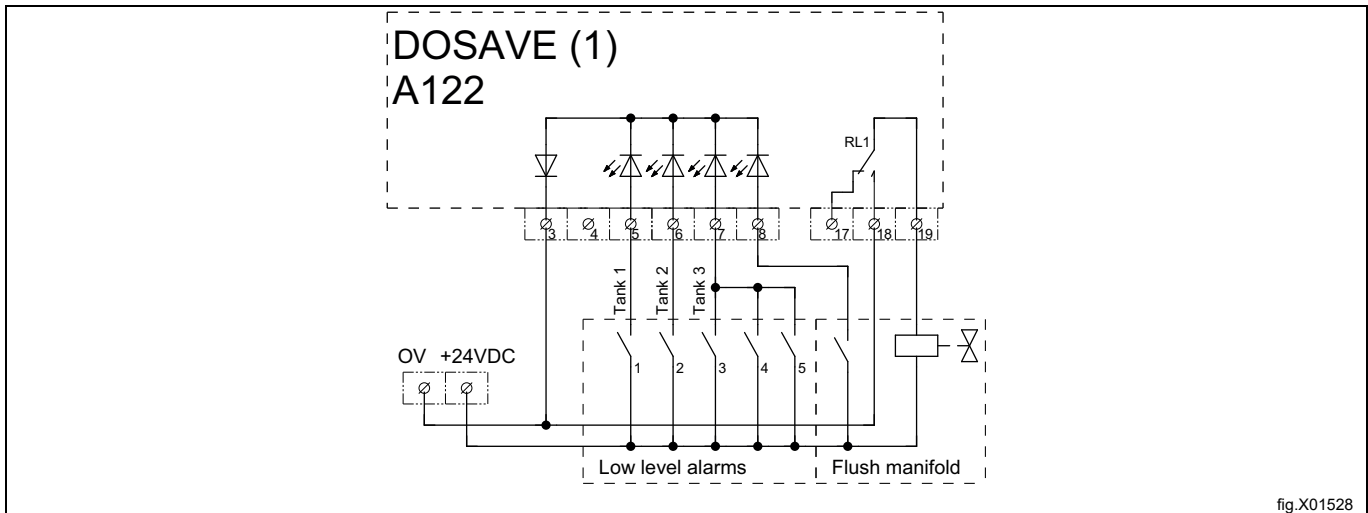 DOSAVE (1)
A122
RL1
3 4 5 6 7 8 17 18 19
Tank 1
Tank 2
Tank 3
OV +24VDC
1 2 3 4 5
Low level alarms
Flush manifold
fig.X01528